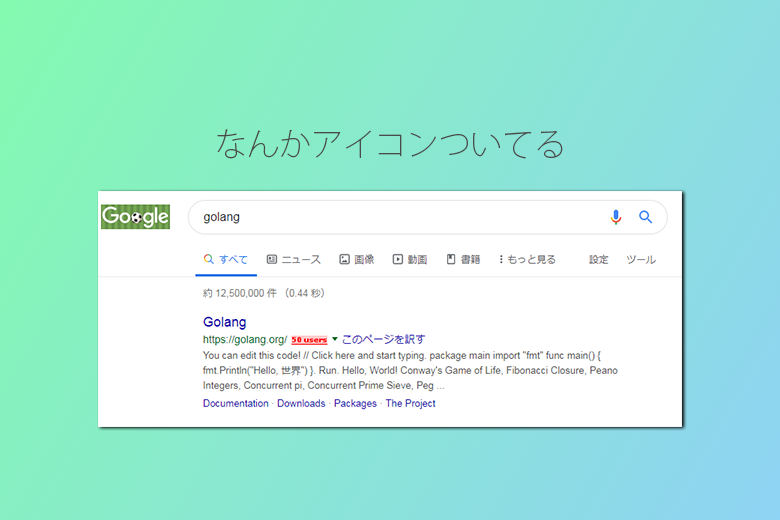 なんかアイコンついてる
Google golang
すべて ニュース 画像 動画 書籍 もっと見る 設定 ツール
約 12,500,000 件 （0.44 秒）
Golang
https://golang.org/ 50 users ▼ このページを訳す
You can edit this code! // Click here and start typing. package main import "fmt" func main() {
fmt.Println("Hello, 世界") }. Run. Hello, World! Conway's Game of Life, Fibonacci Closure, Peano
Integers, Concurrent pi, Concurrent Prime Sieve, Peg ...
Documentation · Downloads · Packages · The Project